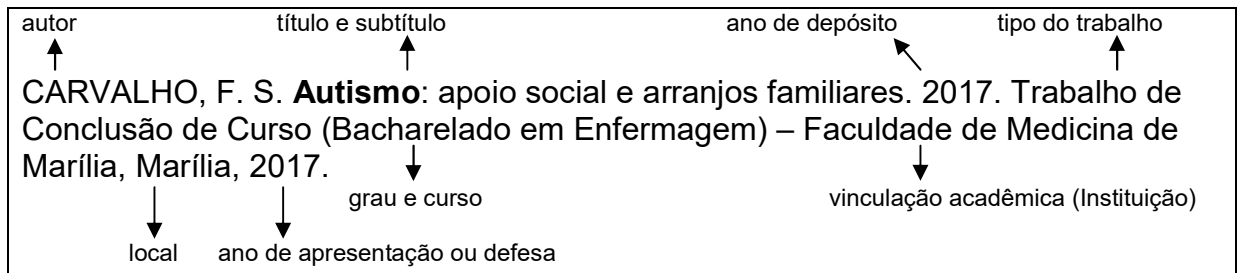 autor título e subtítulo ano de depósito tipo do trabalho
CARVALHO, F. S. Autismo: apoio social e arranjos familiares. 2017. Trabalho de
Conclusão de Curso (Bacharelado em Enfermagem) – Faculdade de Medicina de
Marília, Marília, 2017.
grau e curso vinculação acadêmica (Instituição)
local ano de apresentação ou defesa